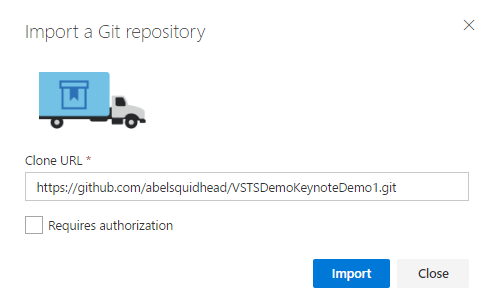 Import a Git repository
Clone URL *
https://github.com/abelsquidhead/VSTSDemoKeynoteDemo1.git
Requires authorization
Import Close